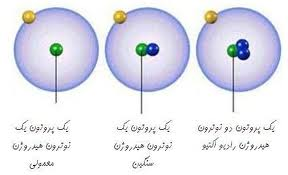 یک پروتون دو نوترون
هیدروژن رادیو اکتیو
یک پروتون یک
نوترون هیدروژن
سنگین
یک پروتون یک
نوترون هیدروژن
معمولی